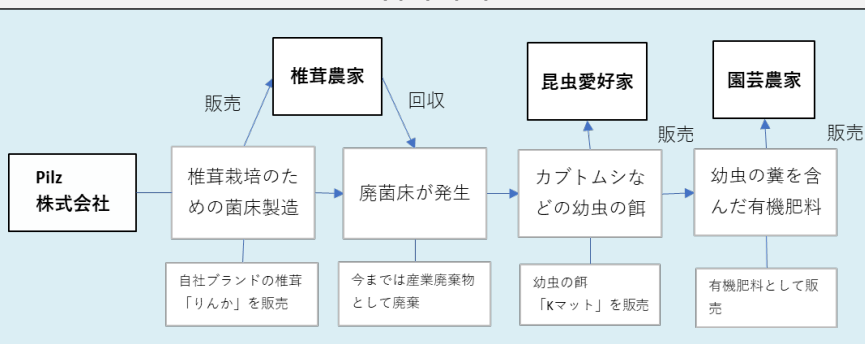 椎茸農家
昆虫愛好家
園芸農家
販売
回収
販売
販売
Pilz
株式会社
椎茸栽培のた
めの菌床製造
廃菌床が発生
カブトムシな
どの幼虫の餌
幼虫の糞を含
んだ有機肥料
自社ブランドの椎茸
「りんか」を販売
今までは産業廃棄物
として廃棄
幼虫の餌
「Kマット」を販売
有機肥料として販
売